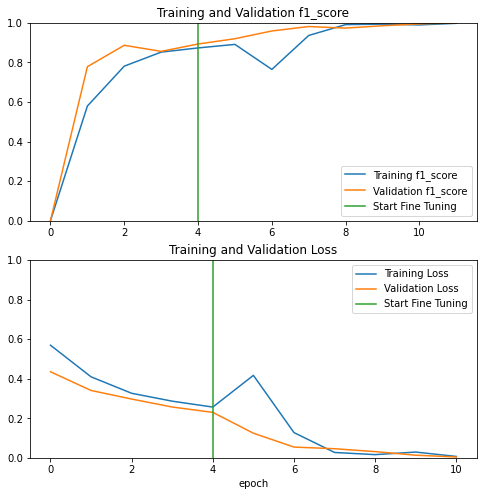 Training and Validation f1_score
1.0
0.8
0.6
0.4
0.2
0.0
Training f1_score
Validation f1_score
Start Fine Tuning
0 2 4 6 8 10
Training and Validation Loss
1.0
0.8
0.6
0.4
0.2
0.0
Training Loss
Validation Loss
Start Fine Tuning
0 2 4 6 8 10
epoch